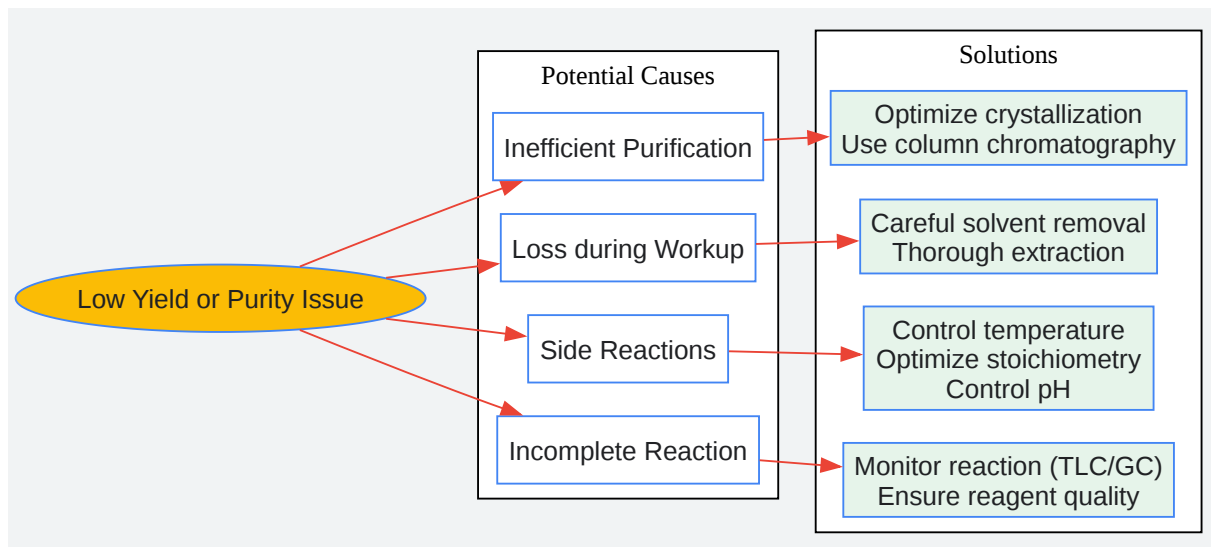 Low Yield or Purity Issue
Potential Causes
Inefficient Purification
Loss during Workup
Side Reactions
Incomplete Reaction
Solutions
Optimize crystallization
Use column chromatography
Careful solvent removal
Thorough extraction
Control temperature
Optimize stoichiometry
Control pH
Monitor reaction (TLC/GC)
Ensure reagent quality